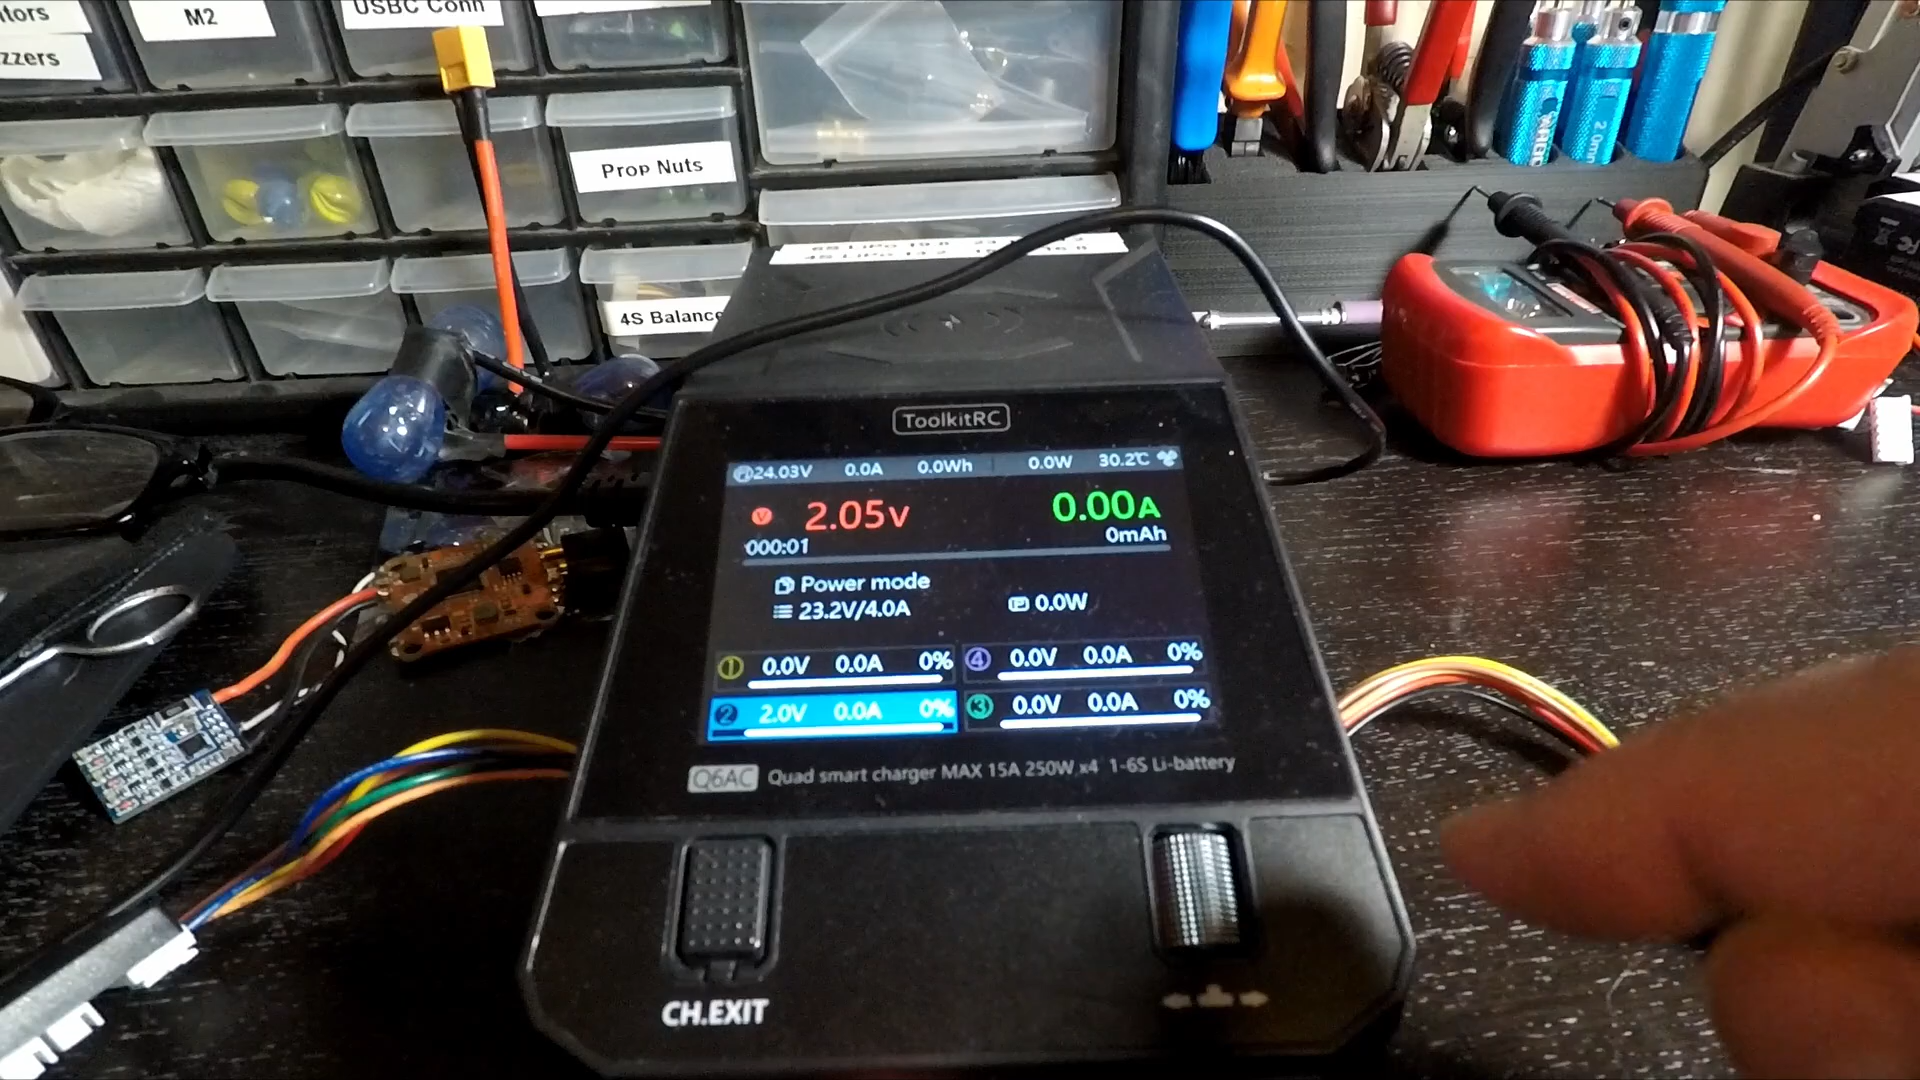 M2
USBC Conn
Prop Nuts
4S Balance
ToolkitRC
24.03V 0.0A 0.0Wh 0.0W 30.2℃
V 2.05V 0.00A
000:01 0mAh
Power mode
23.2V/4.0A P 0.0W
1 0.0V 0.0A 0% 4 0.0V 0.0A 0%
2 2.0V 0.0A 0% 3 0.0V 0.0A 0%
Q6AC Quad smart charger MAX 15A 250W x4 1-6S Li-battery
CH.EXIT